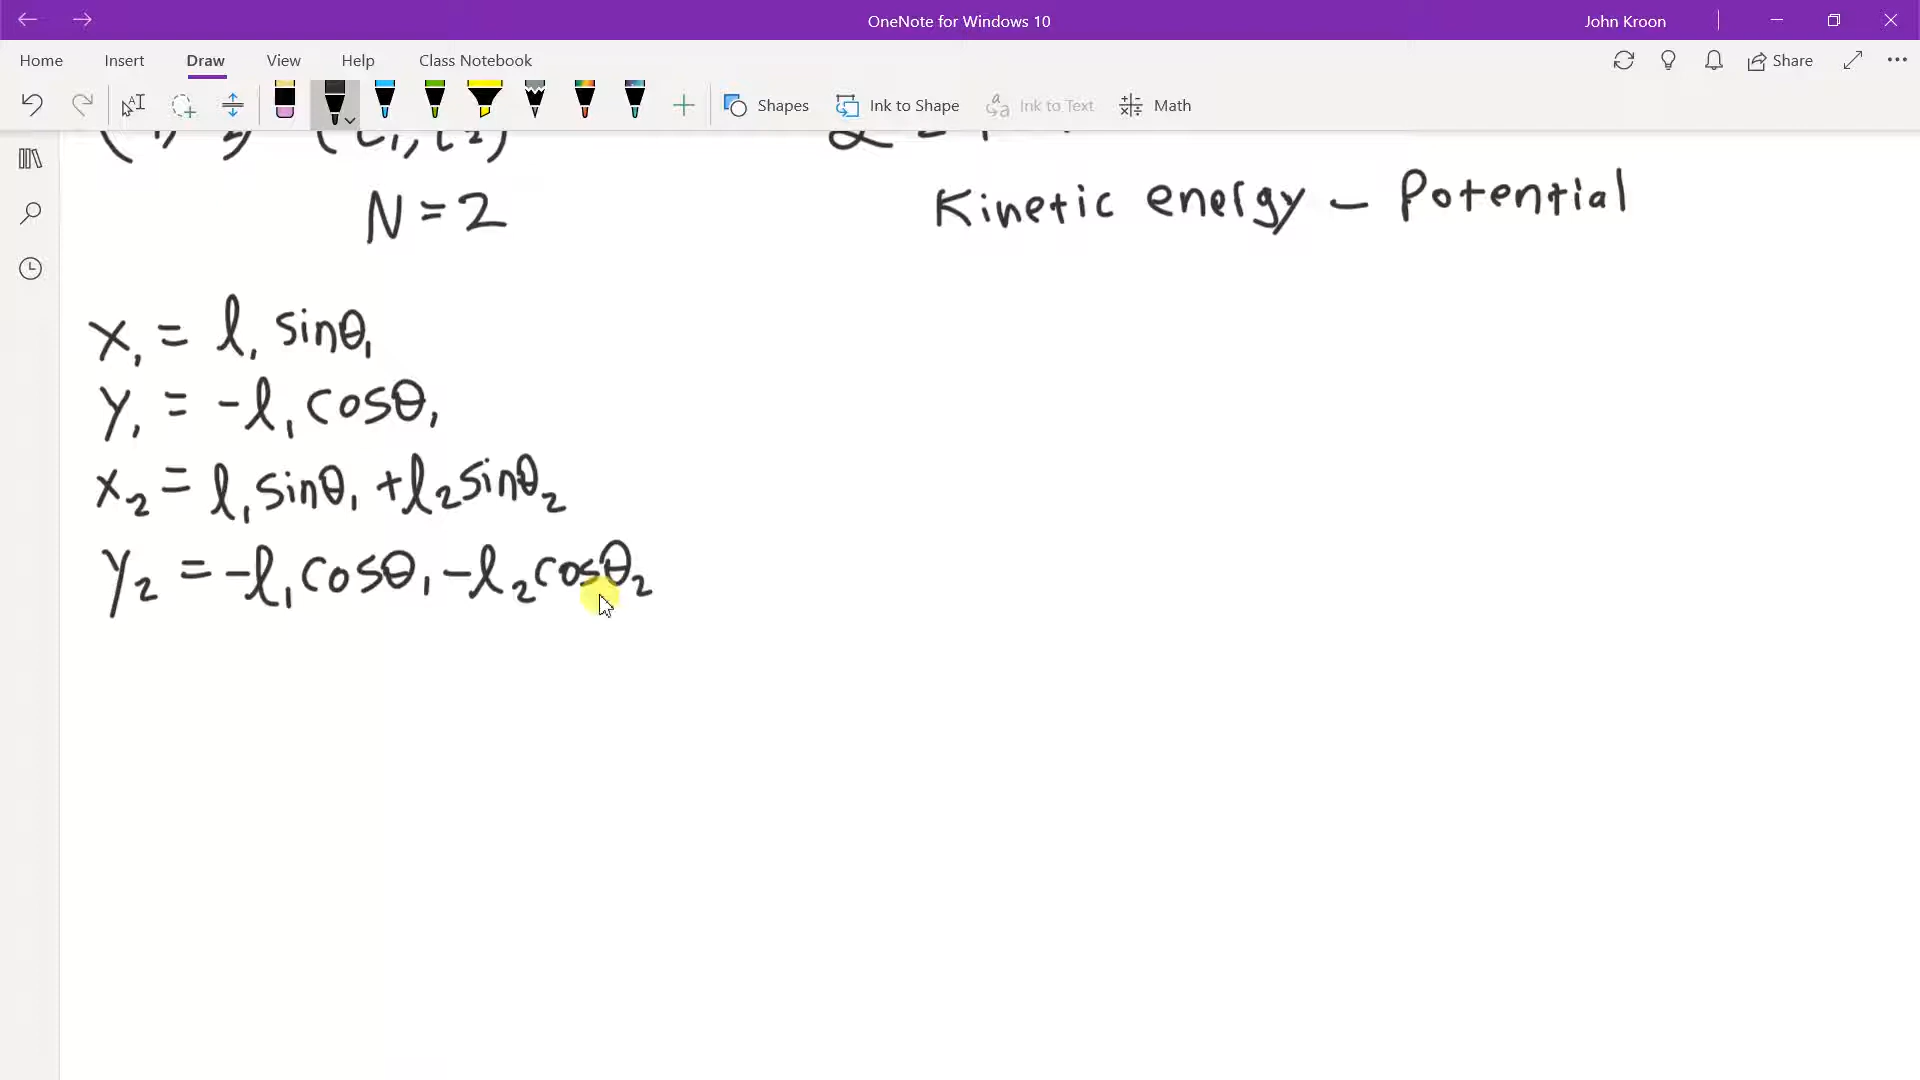 OneNote for Windows 10
John Kroon
Home Insert Draw View Help Class Notebook
Share
Shapes Ink to Shape Ink to Text Math
N = 2
Kinetic energy - Potential
x₁ = l₁ sinθ₁
y₁ = -l₁ cosθ₁
x₂ = l₁ sinθ₁ + l₂ sinθ₂
y₂ = -l₁ cosθ₁ - l₂ cosθ₂